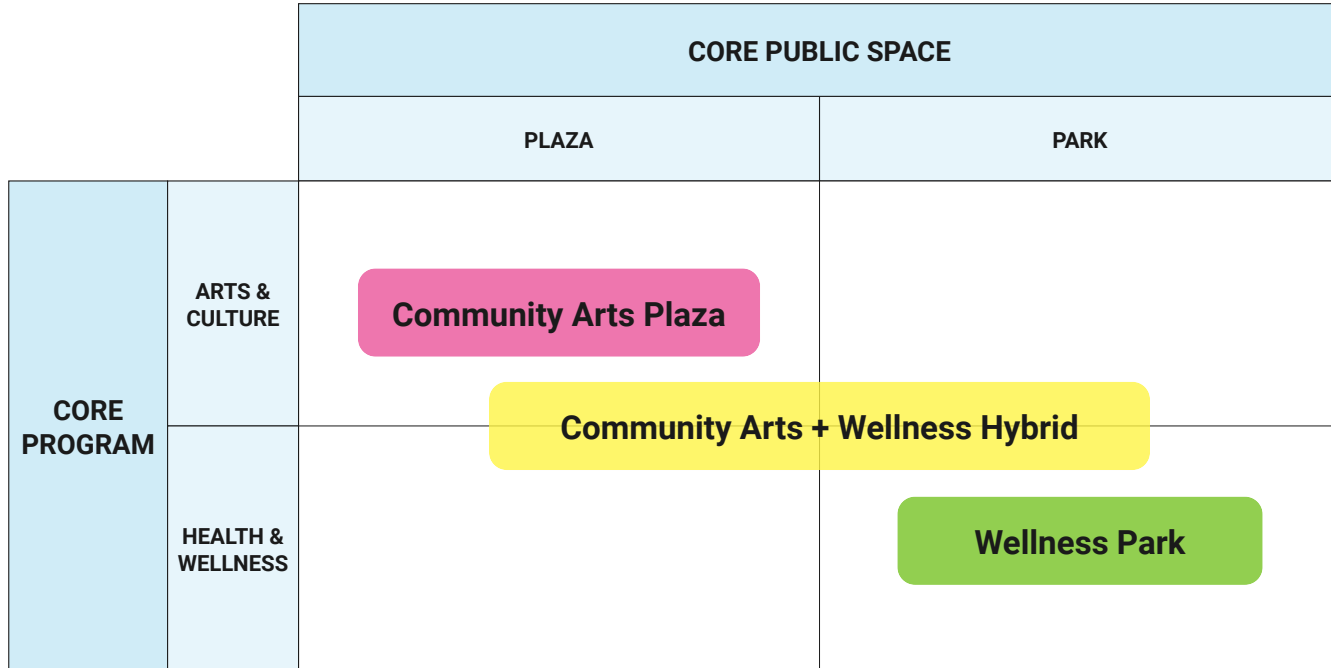 CORE PUBLIC SPACE
PLAZA
PARK
ARTS &
CULTURE
Community Arts Plaza
CORE
PROGRAM
Community Arts + Wellness Hybrid
HEALTH &
WELLNESS
Wellness Park